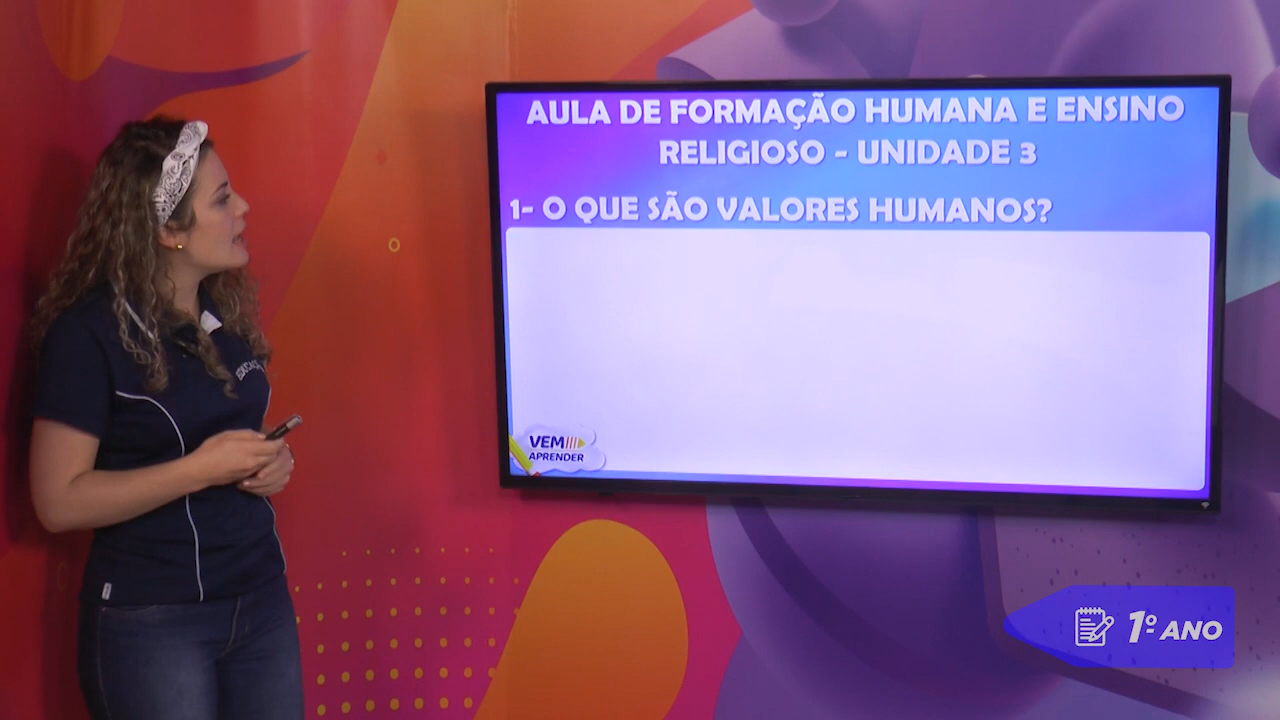 AULA DE FORMAÇÃO HUMANA E ENSINO
RELIGIOSO - UNIDADE 3
1- O QUE SÃO VALORES HUMANOS?
VEM
APRENDER
1º ANO